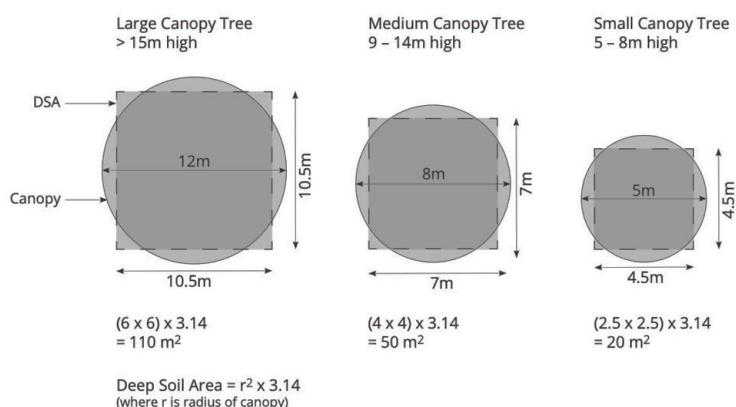 Large Canopy Tree
> 15m high
Medium Canopy Tree
9 – 14m high
Small Canopy Tree
5 – 8m high
DSA
Canopy
12m
10.5m
10.5m
8m
7m
7m
5m
4.5m
4.5m
(6 x 6) x 3.14
= 110 m²
(4 x 4) x 3.14
= 50 m²
(2.5 x 2.5) x 3.14
= 20 m²
Deep Soil Area = r² x 3.14
(where r is radius of canopy)